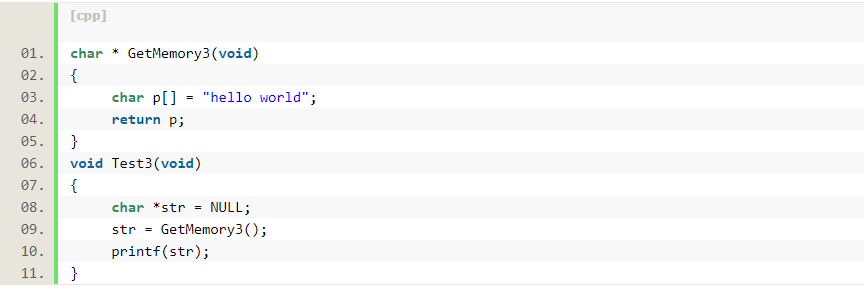 [cpp]
01. char * GetMemory3(void)
02. {
03.      char p[] = "hello world";
04.      return p;
05. }
06. void Test3(void)
07. {
08.      char *str = NULL;
09.      str = GetMemory3();
10.      printf(str);
11. }